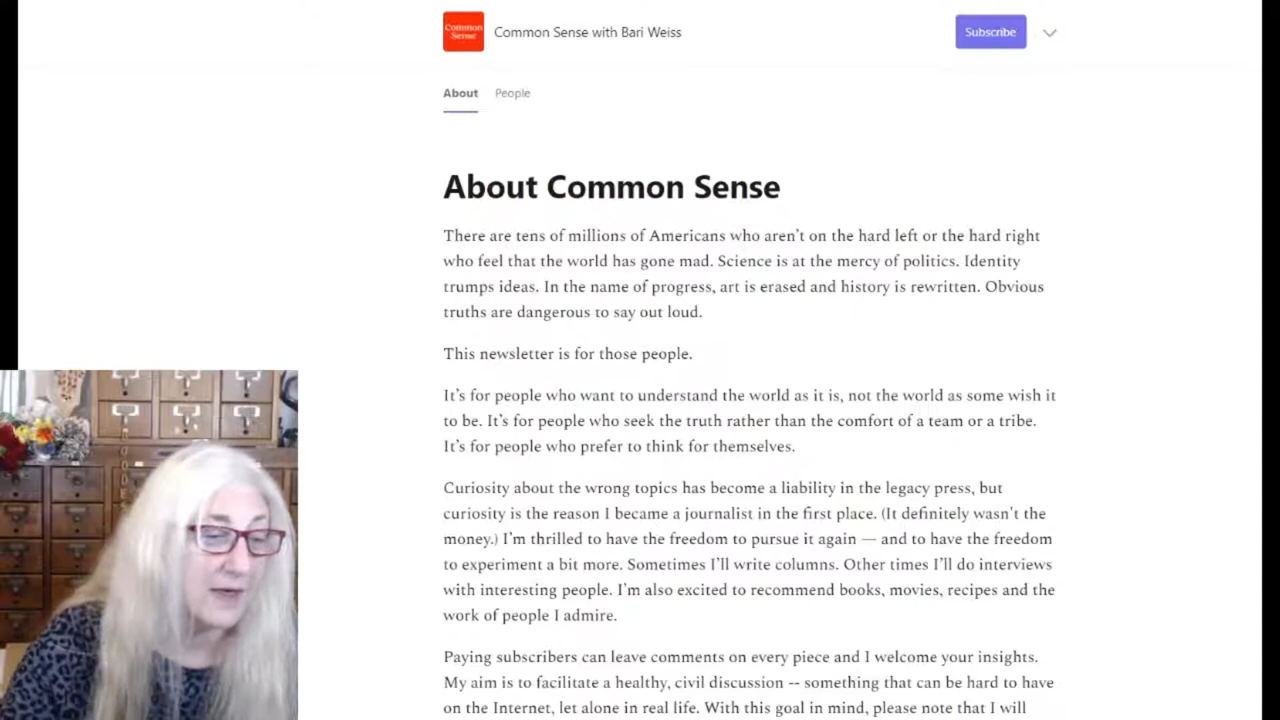 Common
Sense
Common Sense with Bari Weiss
Subscribe
About People
About Common Sense
There are tens of millions of Americans who aren’t on the hard left or the hard right
who feel that the world has gone mad. Science is at the mercy of politics. Identity
trumps ideas. In the name of progress, art is erased and history is rewritten. Obvious
truths are dangerous to say out loud.
This newsletter is for those people.
It’s for people who want to understand the world as it is, not the world as some wish it
to be. It’s for people who seek the truth rather than the comfort of a team or a tribe.
It’s for people who prefer to think for themselves.
Curiosity about the wrong topics has become a liability in the legacy press, but
curiosity is the reason I became a journalist in the first place. (It definitely wasn’t the
money.) I’m thrilled to have the freedom to pursue it again — and to have the freedom
to experiment a bit more. Sometimes I’ll write columns. Other times I’ll do interviews
with interesting people. I’m also excited to recommend books, movies, recipes and the
work of people I admire.
Paying subscribers can leave comments on every piece and I welcome your insights.
My aim is to facilitate a healthy, civil discussion -- something that can be hard to have
on the Internet, let alone in real life. With this goal in mind, please note that I will